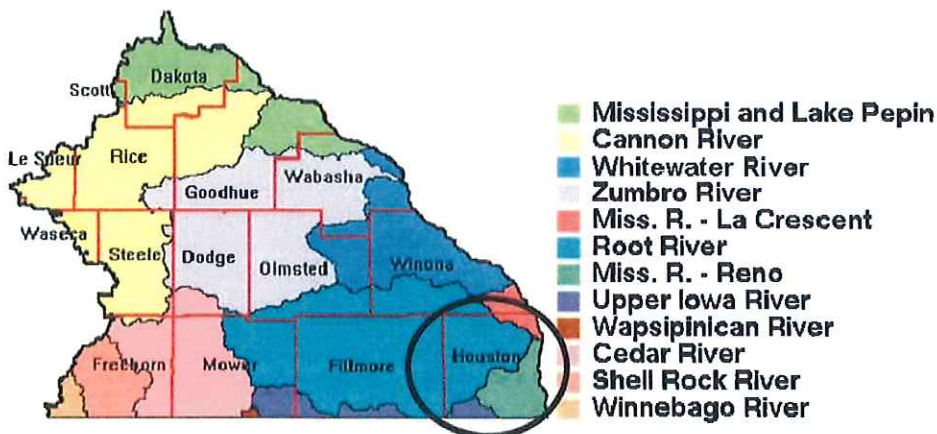 Dakota
Scott
Le Sueur
Rice
Goodhue
Wabasha
Waseca
Steele
Dodge
Olmsted
Winona
Freeborn
Mower
Fillmore
Houston
Mississippi and Lake Pepin
Cannon River
Whitewater River
Zumbro River
Miss. R. - La Crescent
Root River
Miss. R. - Reno
Upper Iowa River
Wapsipinican River
Cedar River
Shell Rock River
Winnebago River